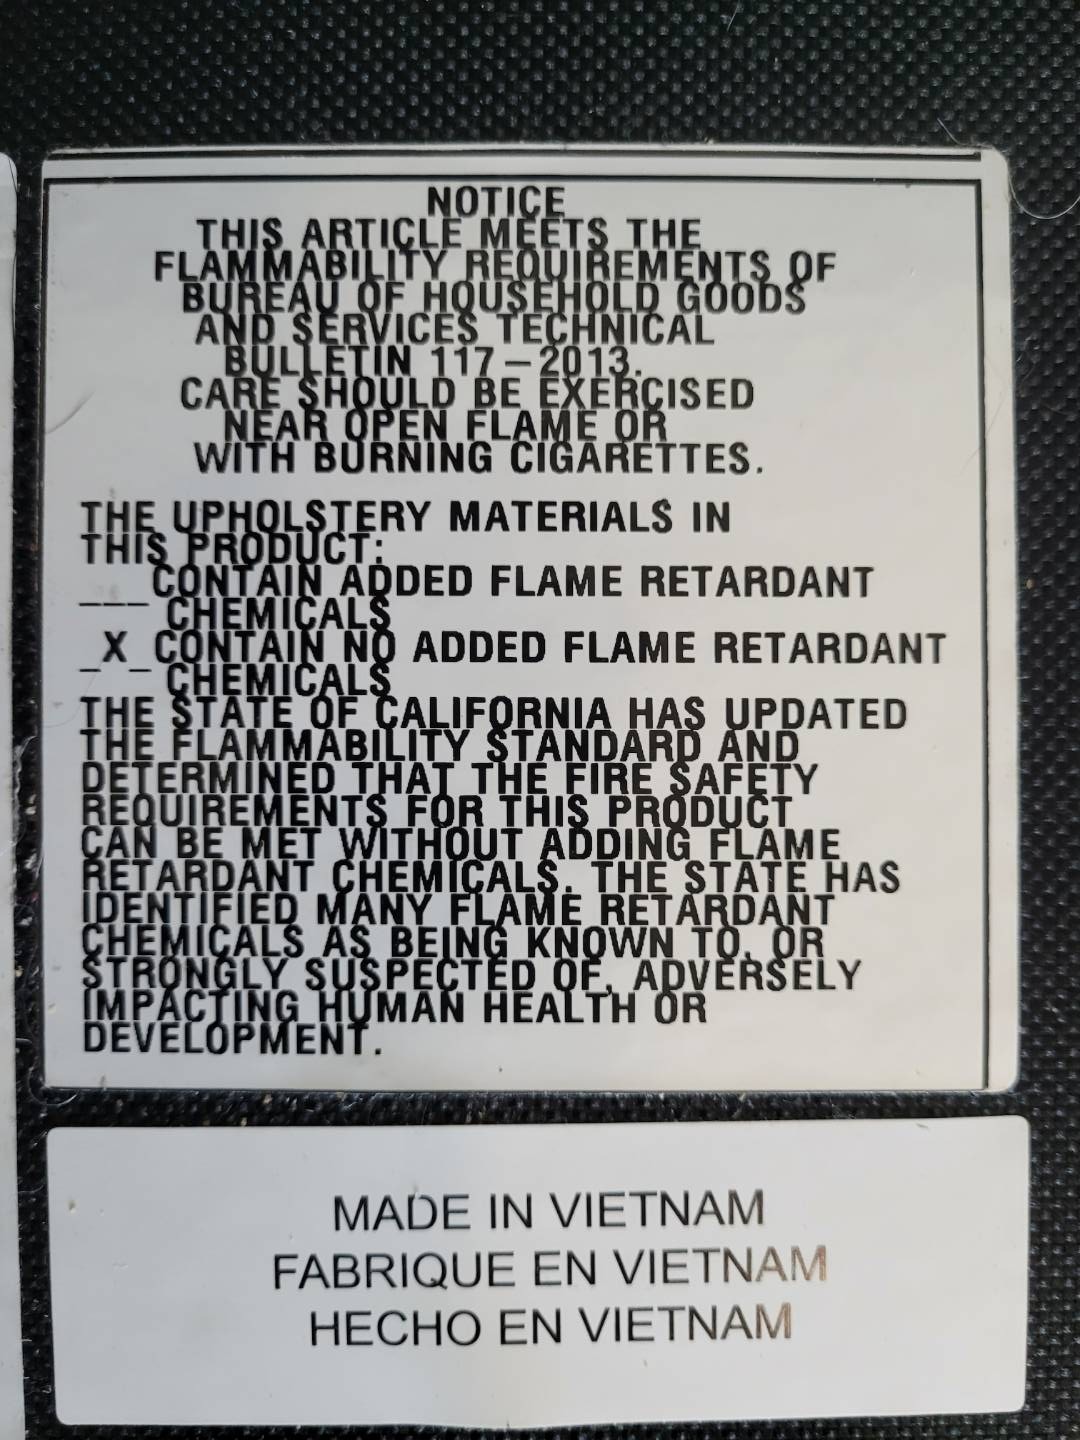 NOTICE
THIS ARTICLE MEETS THE
FLAMMABILITY REQUIREMENTS OF
BUREAU OF HOUSEHOLD GOODS
AND SERVICES TECHNICAL
BULLETIN 117-2013.
CARE SHOULD BE EXERCISED
NEAR OPEN FLAME OR
WITH BURNING CIGARETTES.
THE UPHOLSTERY MATERIALS IN
THIS PRODUCT:
___ CONTAIN ADDED FLAME RETARDANT
CHEMICALS
_X_ CONTAIN NO ADDED FLAME RETARDANT
CHEMICALS
THE STATE OF CALIFORNIA HAS UPDATED
THE FLAMMABILITY STANDARD AND
DETERMINED THAT THE FIRE SAFETY
REQUIREMENTS FOR THIS PRODUCT
CAN BE MET WITHOUT ADDING FLAME
RETARDANT CHEMICALS. THE STATE HAS
IDENTIFIED MANY FLAME RETARDANT
CHEMICALS AS BEING KNOWN TO, OR
STRONGLY SUSPECTED OF, ADVERSELY
IMPACTING HUMAN HEALTH OR
DEVELOPMENT.
MADE IN VIETNAM
FABRIQUE EN VIETNAM
HECHO EN VIETNAM